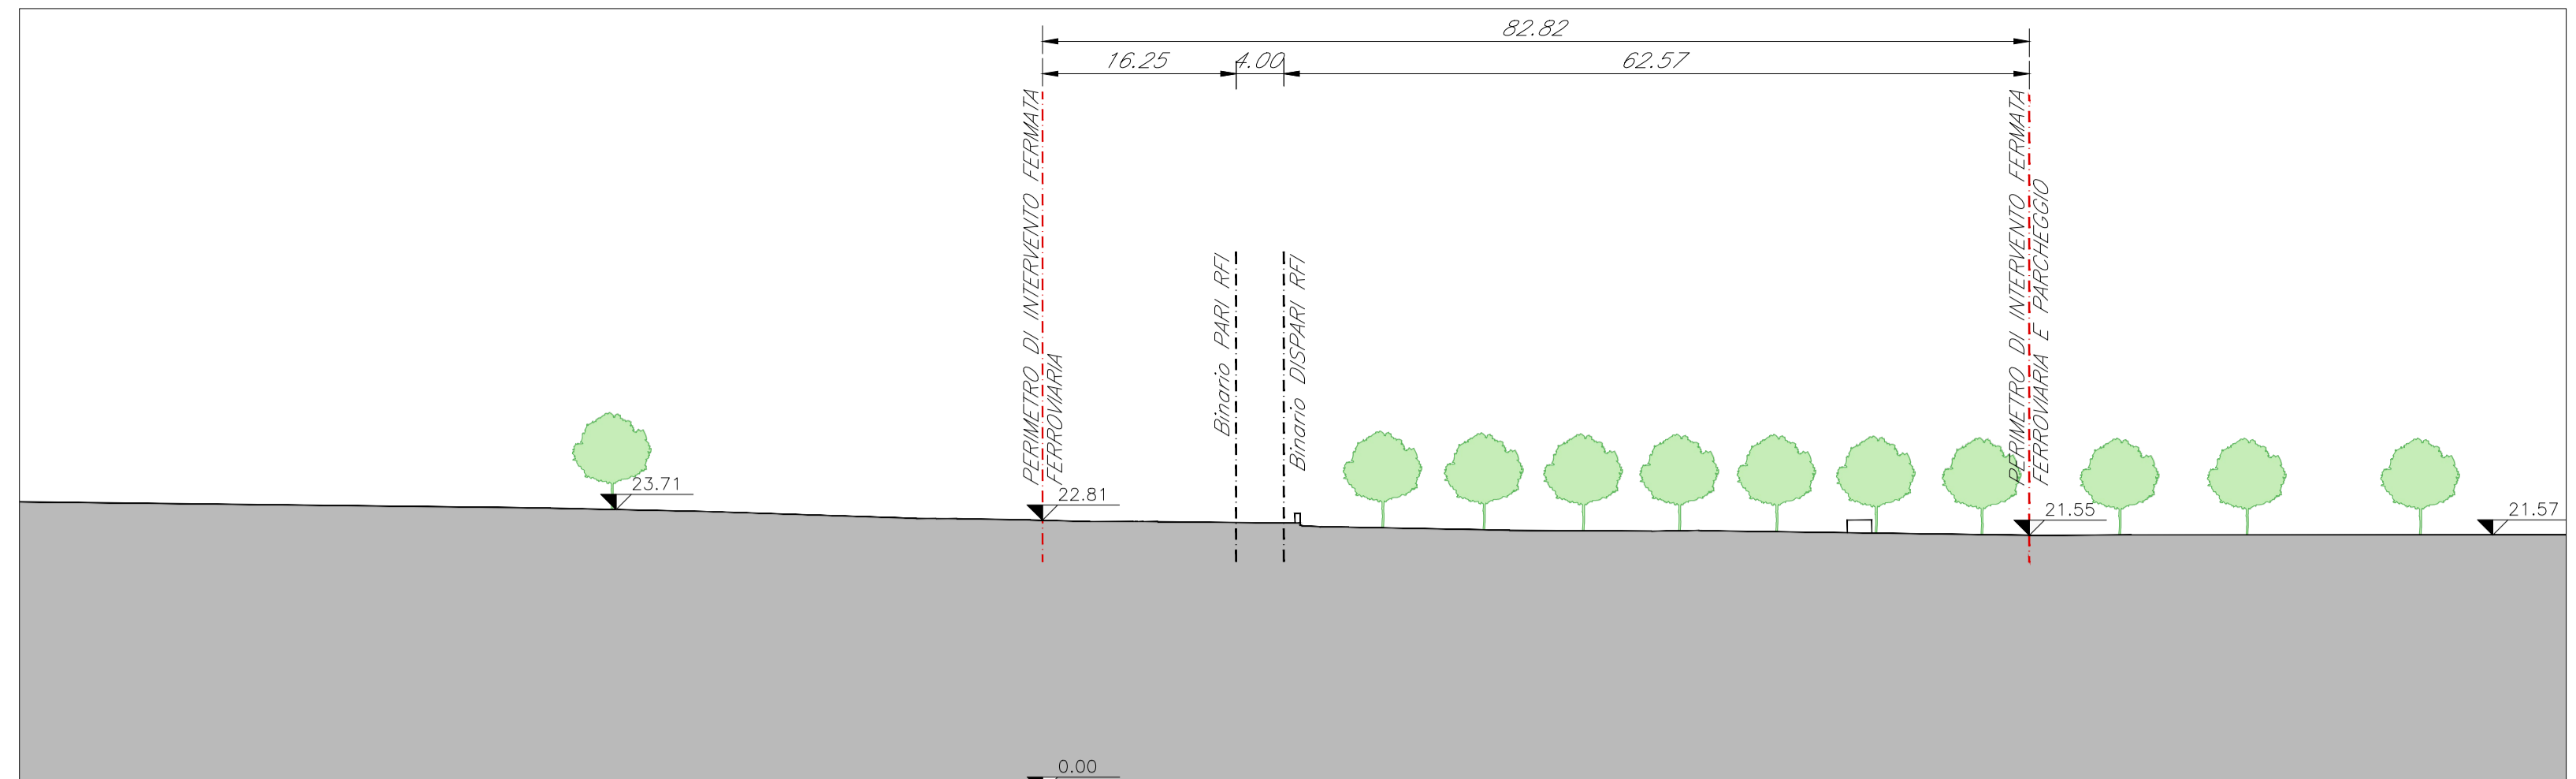 82.82
16.25
4.00
62.57
PERIMETRO DI INTERVENTO FERMATA
FERROVIARIA
Binario PARI RFI
Binario DISPARI RFI
PERIMETRO DI INTERVENTO FERMATA
FERROVIARIA E PARCHEGGIO
23.71
22.81
21.55
21.57
0.00